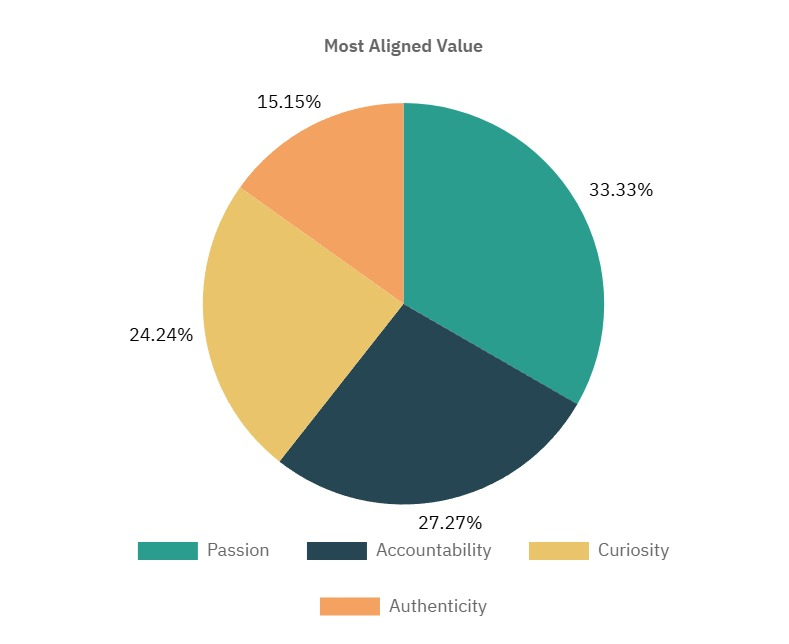 Most Aligned Value
15.15%
33.33%
24.24%
27.27%
Passion
Accountability
Curiosity
Authenticity